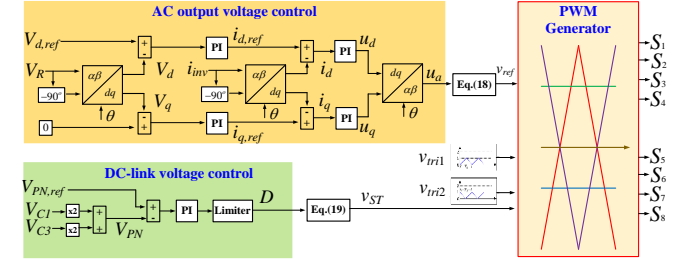 AC output voltage control
PWM
Generator
V_{d,ref}
+
-
PI
i_{d,ref}
+
-
PI
u_d
V_R
αβ
dq
-90°
V_d
i_{inv}
αβ
dq
-90°
i_d
dq
αβ
u_a
Eq.(18)
v_{ref}
V_q
i_q
θ
θ
θ
0
-
+
PI
i_{q,ref}
-
+
PI
u_q
S_1
S_2
S_3
S_4
v_{tri1}
v_{tri2}
S_5
S_6
S_7
S_8
DC-link voltage control
V_{PN,ref}
V_{C1}
x2
V_{C3}
x2
+
+
V_{PN}
+
-
PI
Limiter
D
Eq.(19)
v_{ST}